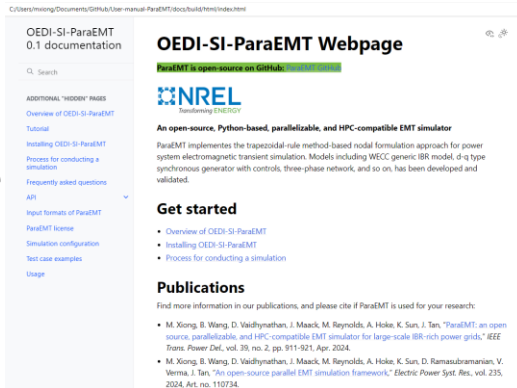 C:/Users/mxiong/Documents/GitHub/User-manual-ParaEMT/docs/build/html/index.html
OEDI-SI-ParaEMT
0.1 documentation
Search
ADDITIONAL "HIDDEN" PAGES
Overview of OEDI-SI-ParaEMT
Tutorial
Installing OEDI-SI-ParaEMT
Process for conducting a
simulation
Frequently asked questions
API
Input formats of ParaEMT
ParaEMT license
Simulation configuration
Test case examples
Usage
OEDI-SI-ParaEMT Webpage
ParaEMT is open-source on GitHub: ParaEMT GitHub
NREL
Transforming ENERGY
An open-source, Python-based, parallelizable, and HPC-compatible EMT simulator
ParaEMT implements the trapezoidal-rule method-based nodal formulation approach for power
system electromagnetic transient simulation. Models including WECC generic IBR model, d-q type
synchronous generator with controls, three-phase network, and so on, has been developed and
validated.
Get started
• Overview of OEDI-SI-ParaEMT
• Installing OEDI-SI-ParaEMT
• Process for conducting a simulation
Publications
Find more information in our publications, and please cite if ParaEMT is used for your research:
• M. Xiong, B. Wang, D. Vaidhynathan, J. Maack, M. Reynolds, A. Hoke, K. Sun, J. Tan, "ParaEMT: an open
source, parallelizable, and HPC-compatible EMT simulator for large-scale IBR-rich power grids," IEEE
Trans. Power Del., vol. 39, no. 2, pp. 911-921, Apr. 2024.
• M. Xiong, B. Wang, D. Vaidhynathan, J. Maack, M. Reynolds, A. Hoke, K. Sun, D. Ramasubramanian, V.
Verma, J. Tan, "An open-source parallel EMT simulation framework," Electric Power Syst. Res., vol. 235,
2024, Art. no. 110734.